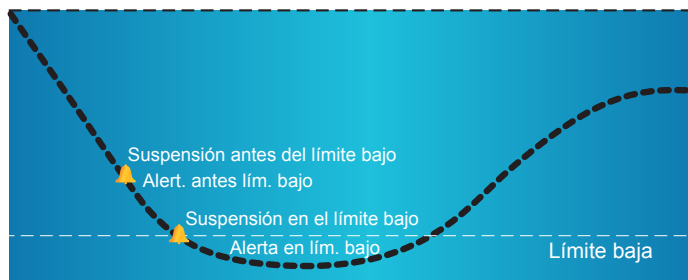 Suspensión antes del límite bajo
Alert. antes lím. bajo
Suspensión en el límite bajo
Alerta en lím. bajo
Límite baja